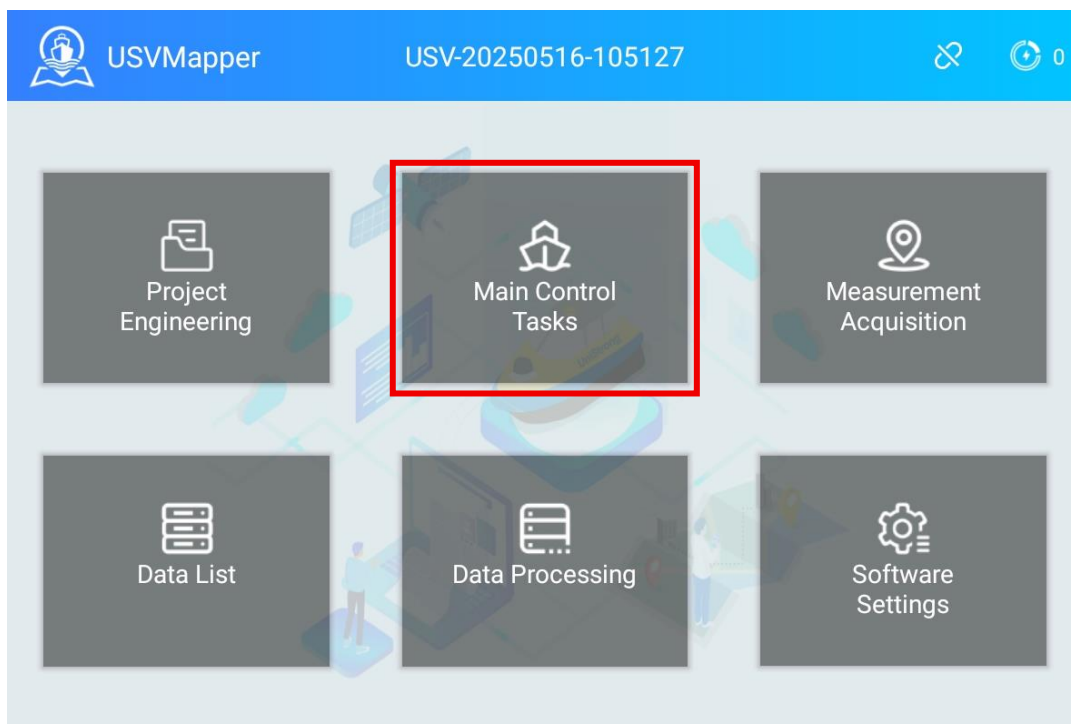 USVMapper
USV-20250516-105127
0
Project
Engineering
Main Control
Tasks
Measurement
Acquisition
Data List
Data Processing
Software
Settings